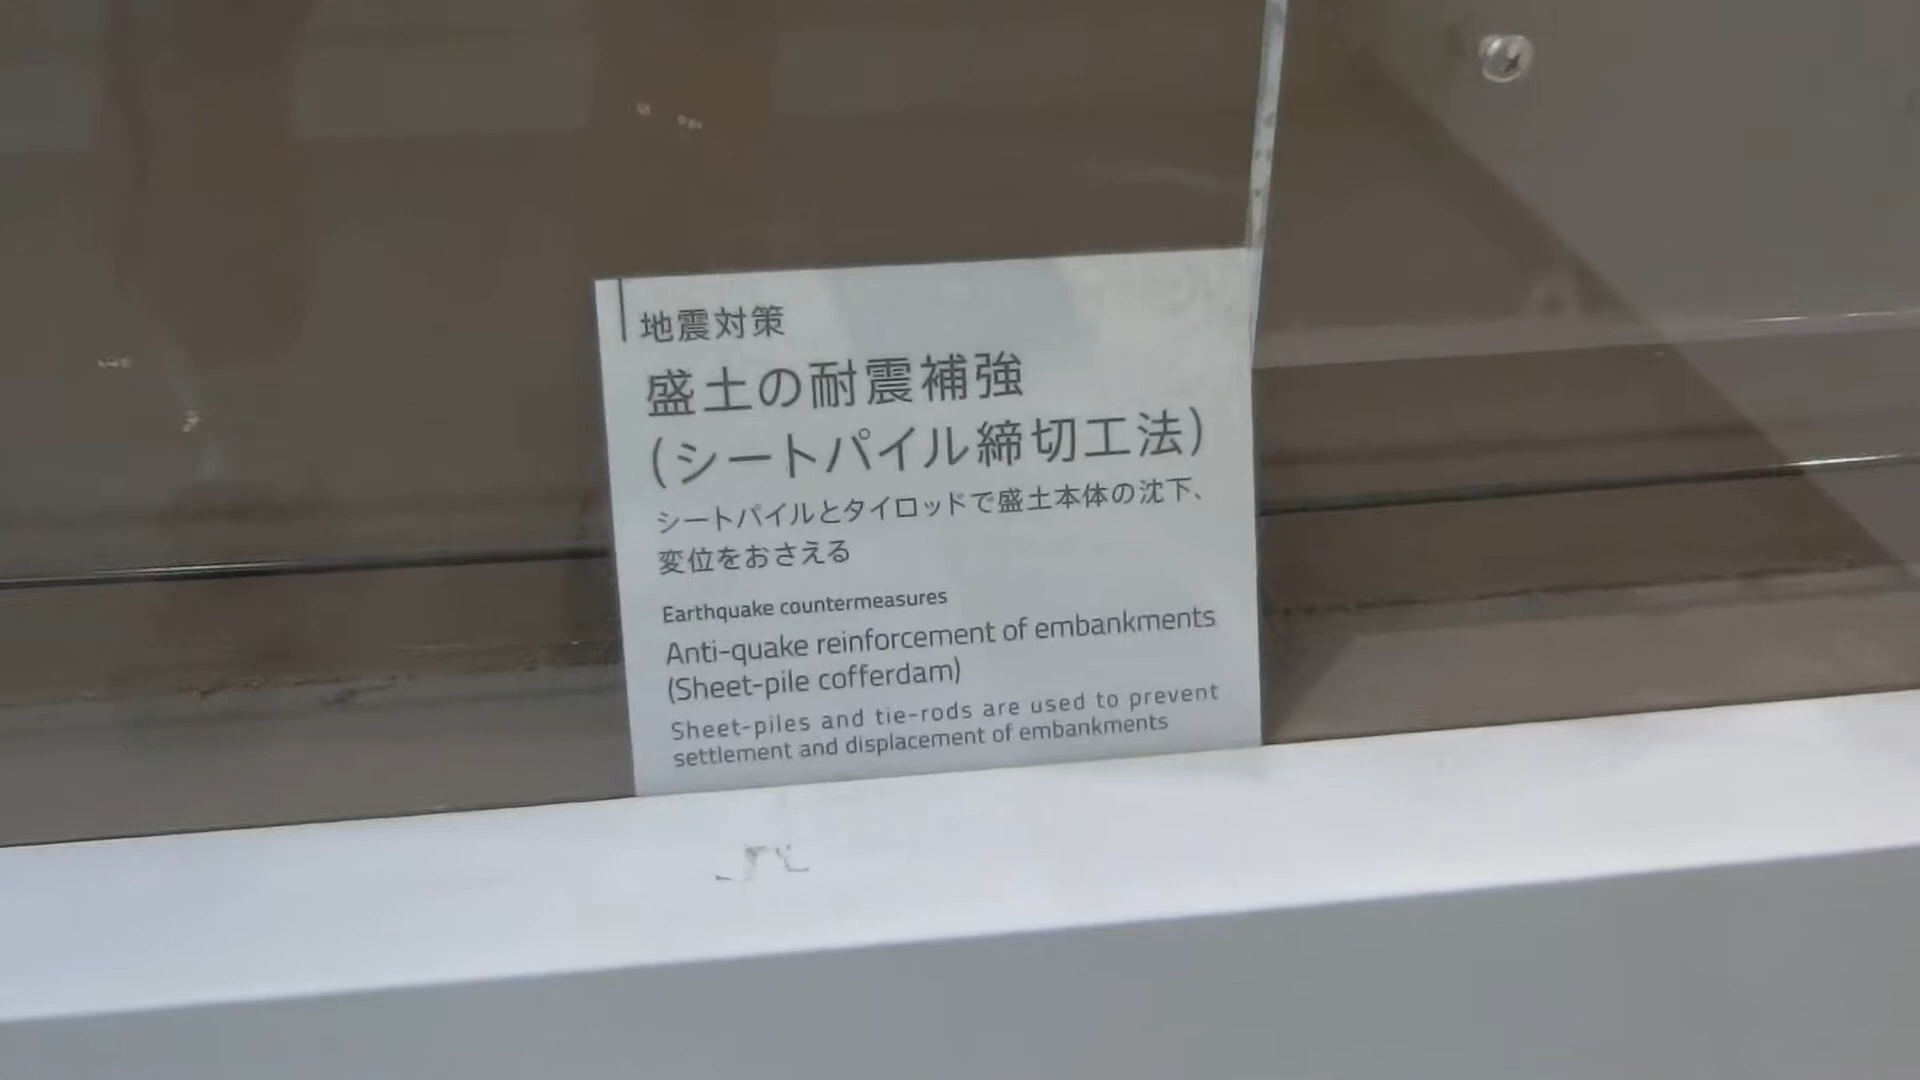 地震対策
盛土の耐震補強
(シートパイル締切工法)
シートパイルとタイロッドで盛土本体の沈下、
変位をおさえる
Earthquake countermeasures
Anti-quake reinforcement of embankments
(Sheet-pile cofferdam)
Sheet-piles and tie-rods are used to prevent
settlement and displacement of embankments